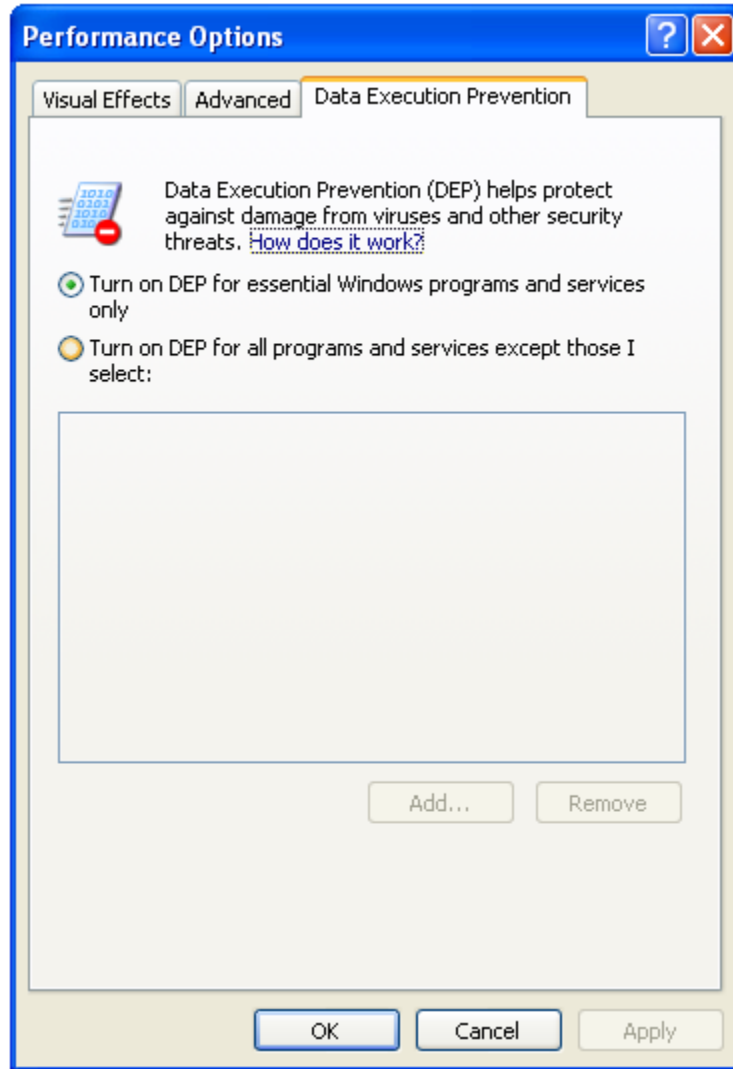 Performance Options
Visual Effects
Advanced
Data Execution Prevention
Data Execution Prevention (DEP) helps protect
against damage from viruses and other security
threats. How does it work?
Turn on DEP for essential Windows programs and services
only
Turn on DEP for all programs and services except those I
select:
Add...
Remove
OK
Cancel
Apply